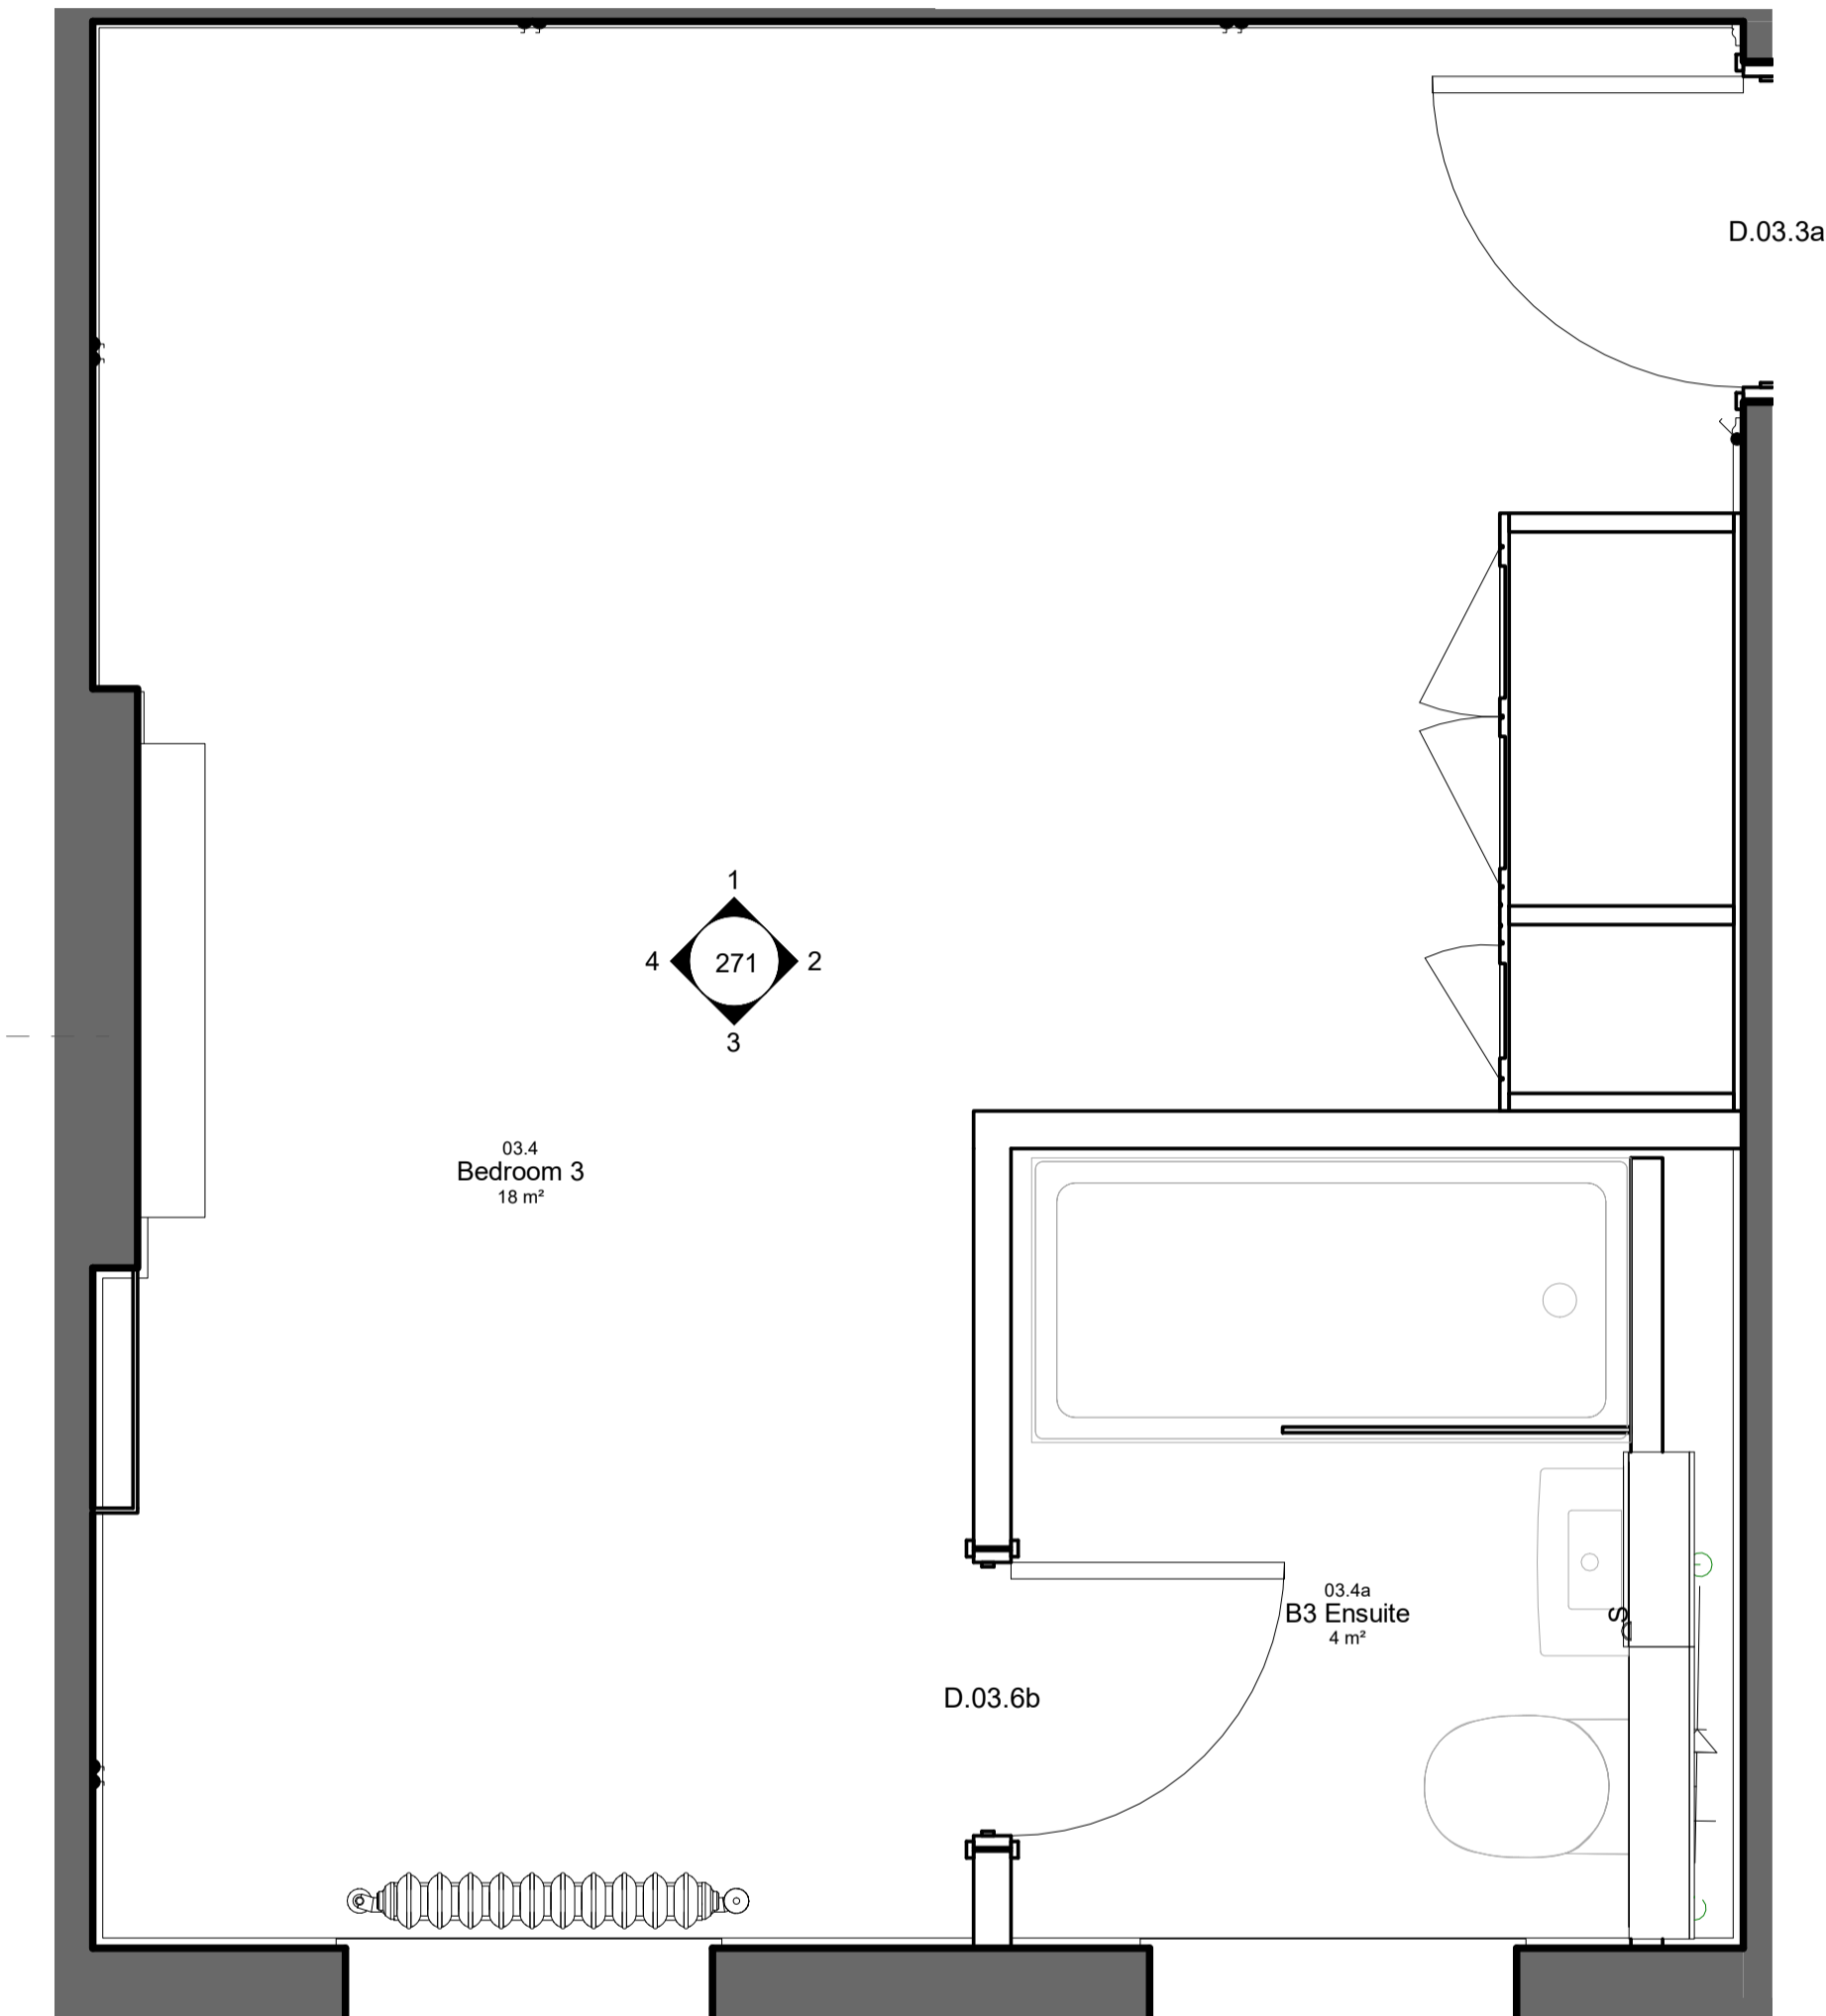 D.03.3a
1
4
271
2
3
03.4
Bedroom 3
18 m²
03.4a
B3 Ensuite
4 m²
S
D.03.6b